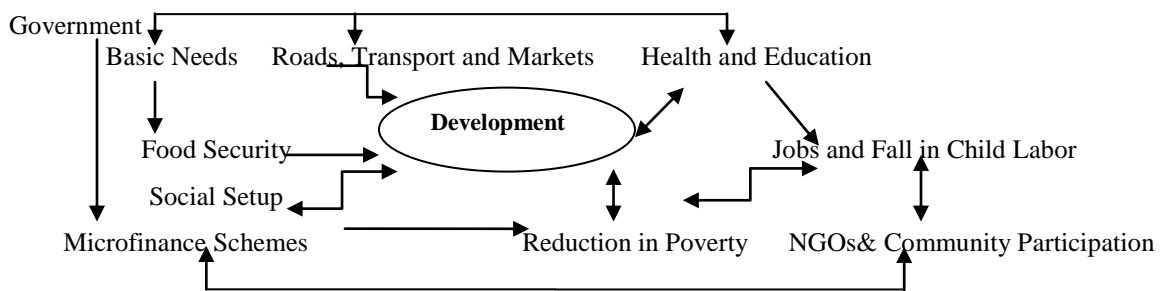 Government
Basic Needs Roads, Transport and Markets Health and Education
Development
Food Security Jobs and Fall in Child Labor
Social Setup
Microfinance Schemes Reduction in Poverty NGOs& Community Participation